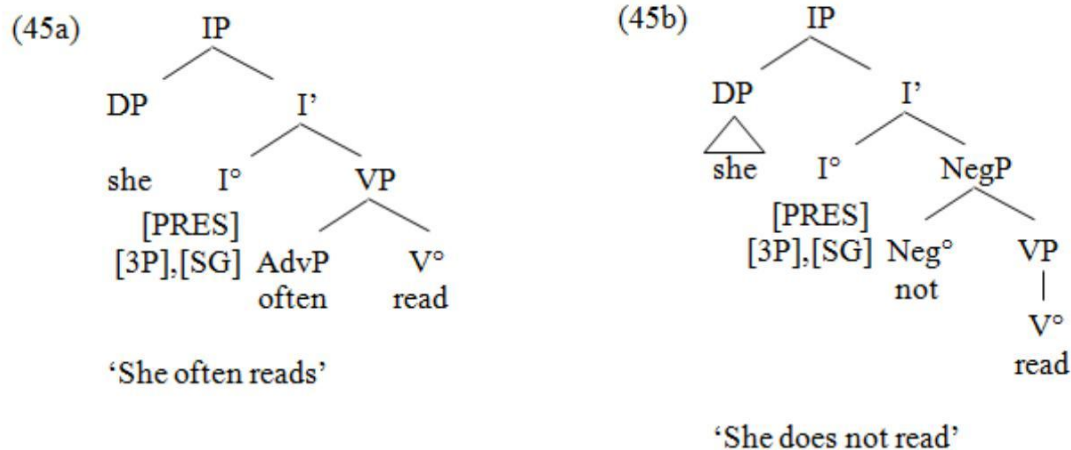 (45a)
IP
DP I’
she I° VP
[PRES]
[3P],[SG] AdvP V°
often read
‘She often reads’
(45b)
IP
DP I’
she I° NegP
[PRES]
[3P],[SG] Neg° VP
not
V°
read
‘She does not read’